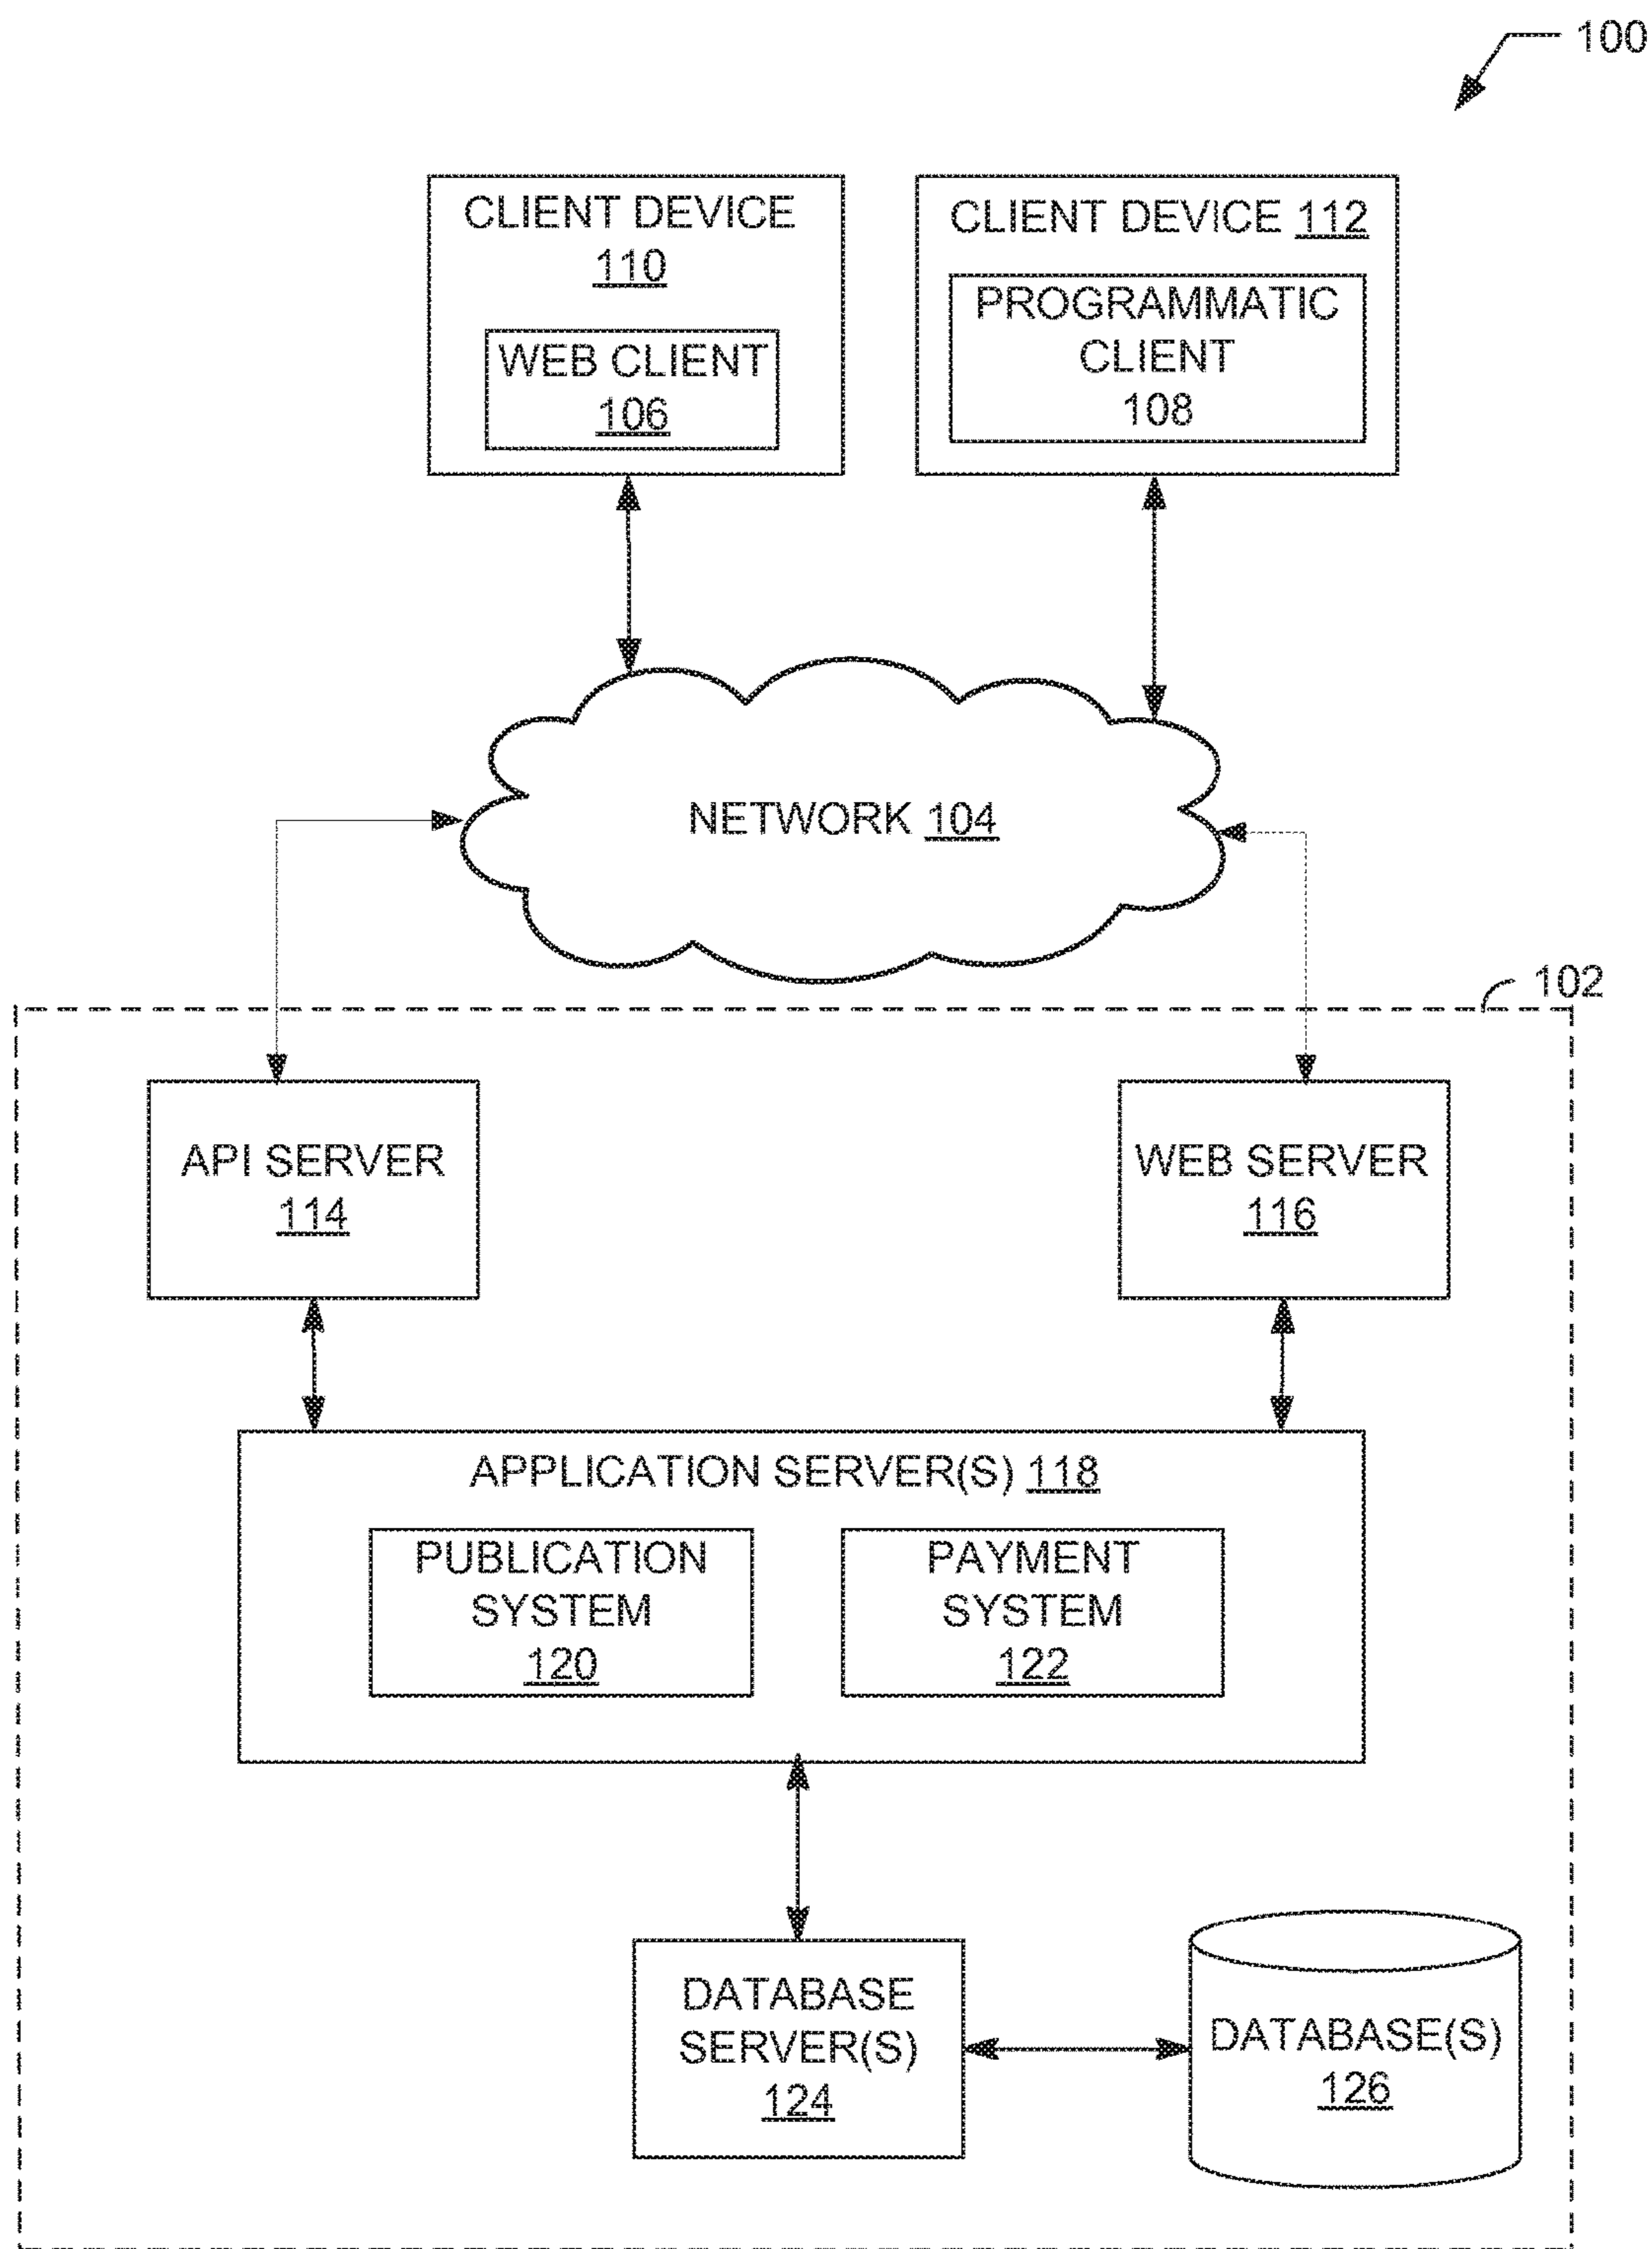 100
CLIENT DEVICE
110
WEB CLIENT
106
CLIENT DEVICE 112
PROGRAMMATIC
CLIENT
108
NETWORK 104
102
API SERVER
114
WEB SERVER
116
APPLICATION SERVER(S) 118
PUBLICATION
SYSTEM
120
PAYMENT
SYSTEM
122
DATABASE
SERVER(S)
124
DATABASE(S)
126